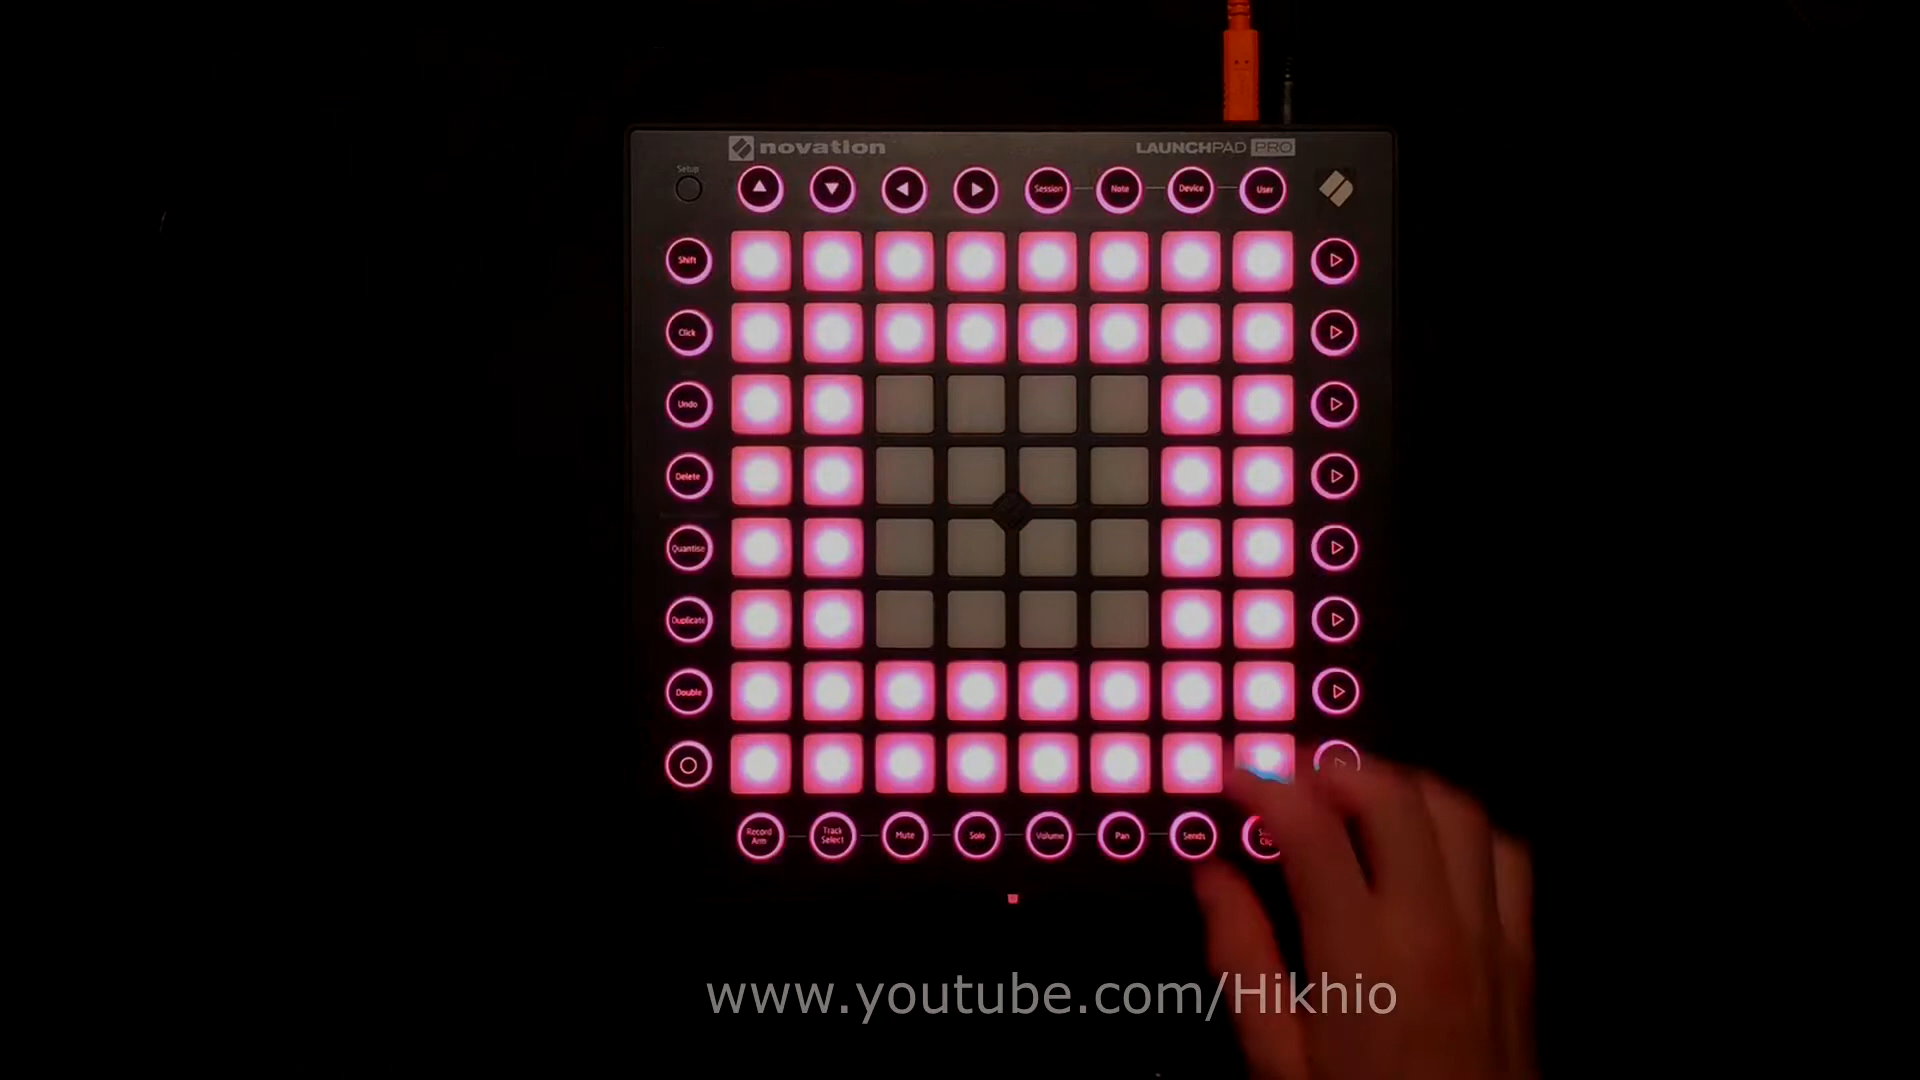 novation
LAUNCHPAD PRO
Setup
Session
Note
Device
User
Shift
Click
Undo
Delete
Quantise
Duplicate
Double
Record Arm
Track Select
Mute
Solo
Volume
Pan
Sends
www.youtube.com/Hikhio